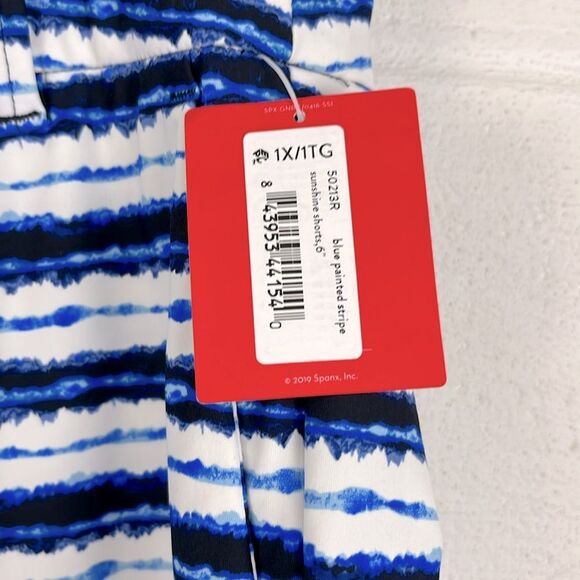 1X/1TG
50213R blue painted stripe
sunshine shorts,6"
8 43953 44154 0
© 2019 Spanx, Inc.